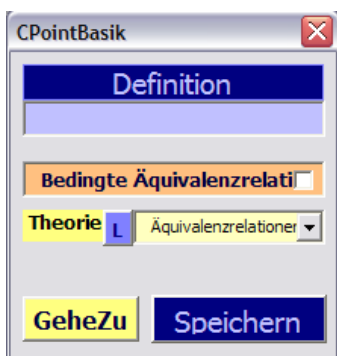 CPointBasik
Definition
Bedingte Äquivalenzrelati
Theorie L Äquivalenzrelationer
GeheZu Speichern